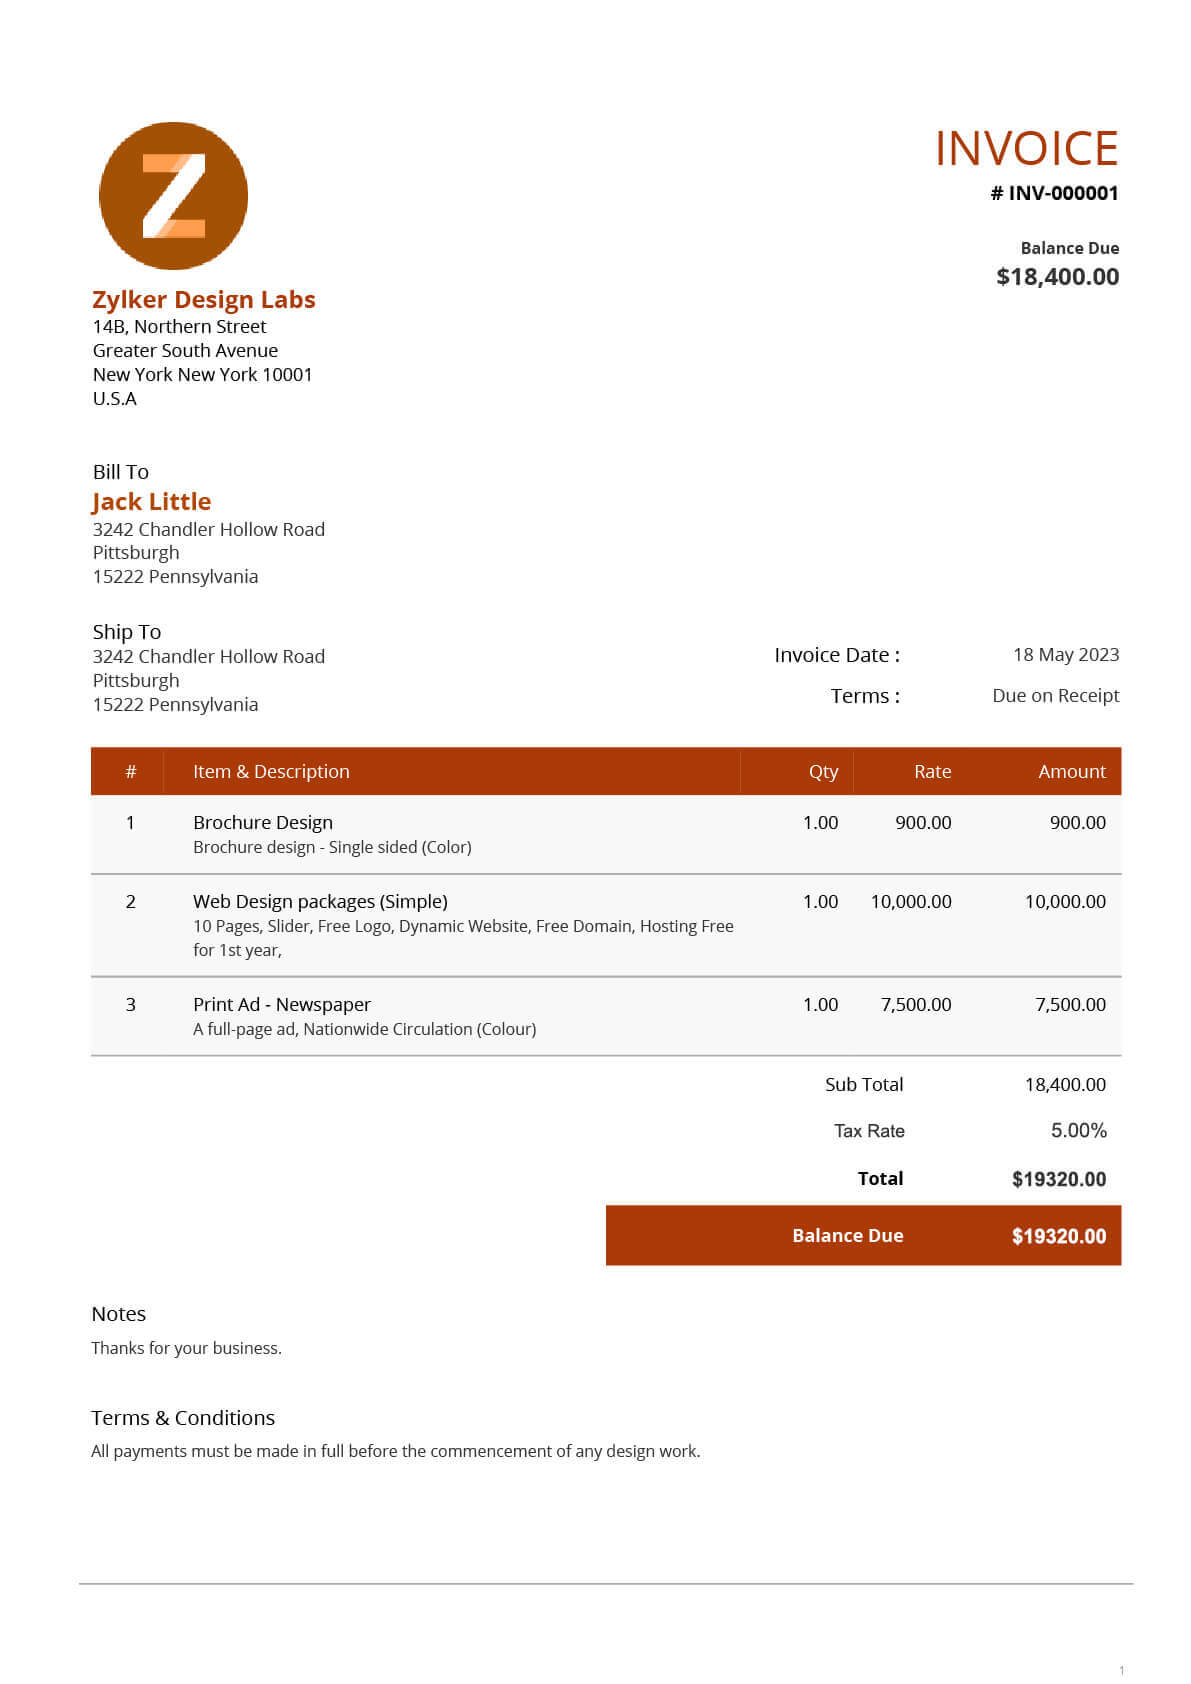 Z
INVOICE
# INV-000001
Balance Due
$18,400.00
Zylker Design Labs
14B, Northern Street
Greater South Avenue
New York New York 10001
U.S.A
Bill To
Jack Little
3242 Chandler Hollow Road
Pittsburgh
15222 Pennsylvania
Ship To
3242 Chandler Hollow Road
Pittsburgh
15222 Pennsylvania
Invoice Date : 18 May 2023
Terms : Due on Receipt
# Item & Description Qty Rate Amount
1 Brochure Design 1.00 900.00 900.00
Brochure design - Single sided (Color)
2 Web Design packages (Simple) 1.00 10,000.00 10,000.00
10 Pages, Slider, Free Logo, Dynamic Website, Free Domain, Hosting Free
for 1st year,
3 Print Ad - Newspaper 1.00 7,500.00 7,500.00
A full-page ad, Nationwide Circulation (Colour)
Sub Total 18,400.00
Tax Rate 5.00%
Total $19320.00
Balance Due $19320.00
Notes
Thanks for your business.
Terms & Conditions
All payments must be made in full before the commencement of any design work.
1